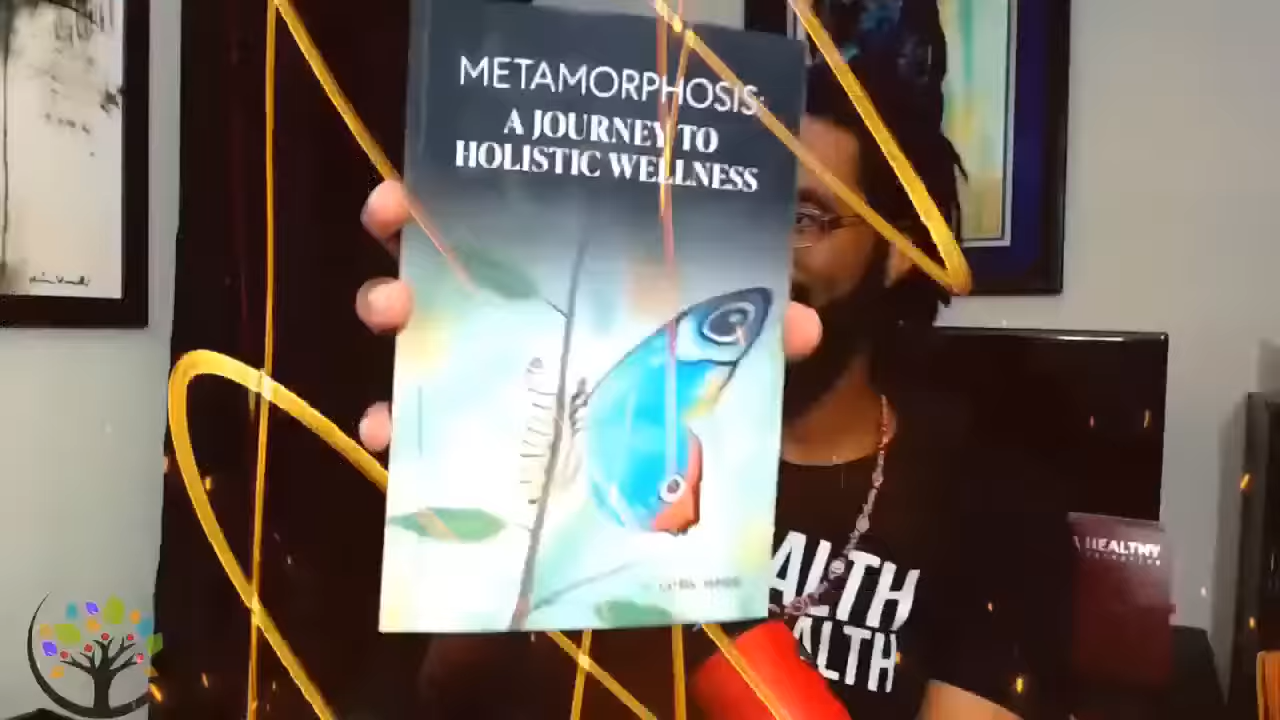 METAMORPHOSIS:
A JOURNEY TO
HOLISTIC WELLNESS
ALTH
ALTH
A HEALTHY